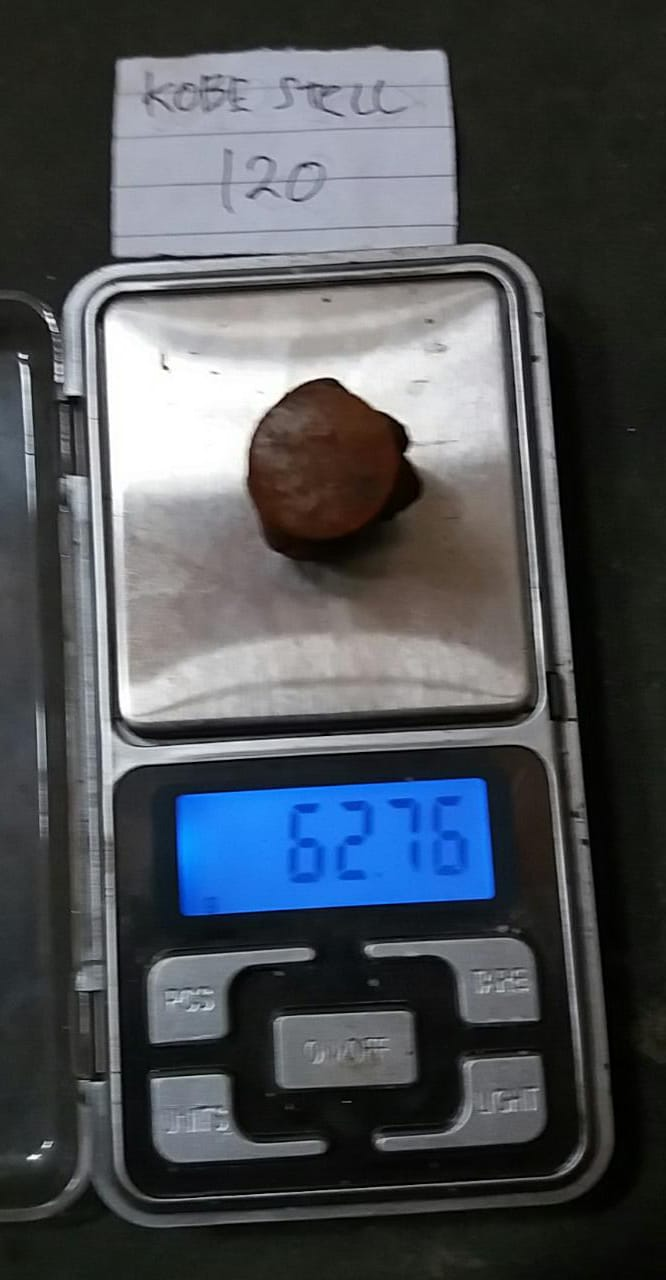 KOBE STELL
120
62.76
PCS
TARE
ON/OFF
UNITS
LIGHT